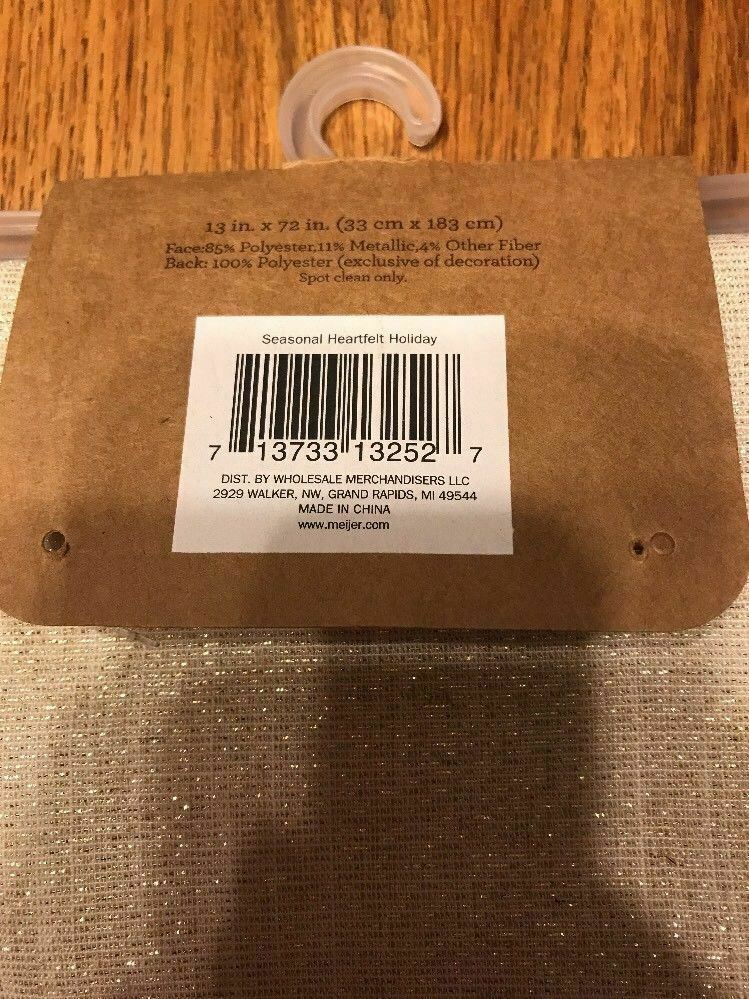 13 in. x 72 in. (33 cm x 183 cm)
Face:85% Polyester,11% Metallic,4% Other Fiber
Back: 100% Polyester (exclusive of decoration)
Spot clean only.
Seasonal Heartfelt Holiday
7 13733 13252 7
DIST. BY WHOLESALE MERCHANDISERS LLC
2929 WALKER, NW, GRAND RAPIDS, MI 49544
MADE IN CHINA
www.meijer.com